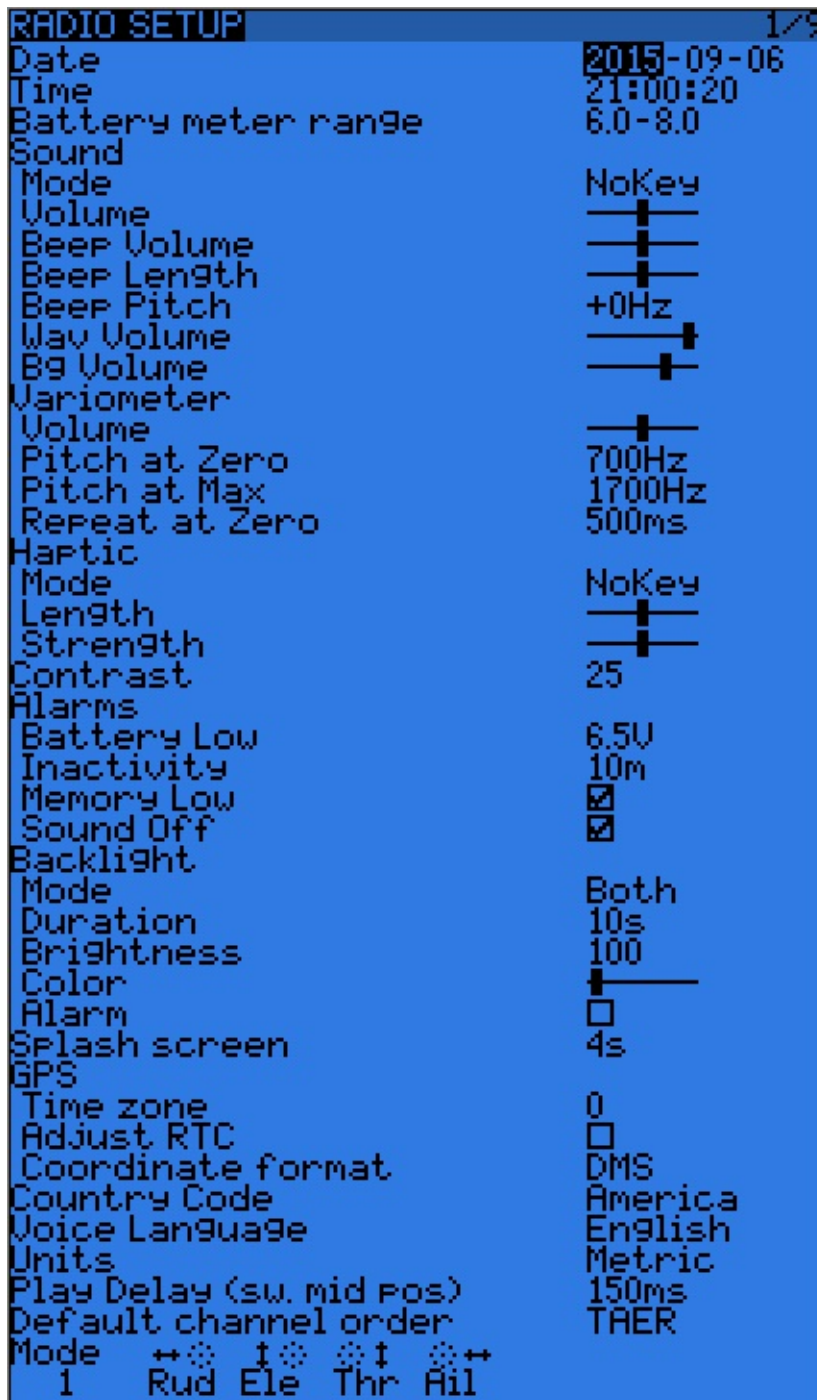 RADIO SETUP 1/9
Date 2015-09-06
Time 21:00:20
Battery meter range 6.0-8.0
Sound
Mode NoKey
Volume
Beep Volume
Beep Length
Beep Pitch +0Hz
Wav Volume
Bg Volume
Variometer
Volume
Pitch at Zero 700Hz
Pitch at Max 1700Hz
Repeat at Zero 500ms
Haptic
Mode NoKey
Length
Strength
Contrast 25
Alarms
Battery Low 6.5V
Inactivity 10m
Memory Low
Sound Off
Backlight
Mode Both
Duration 10s
Brightness 100
Color
Alarm
Splash screen 4s
GPS
Time zone 0
Adjust RTC
Coordinate format DMS
Country Code America
Voice Language English
Units Metric
Play Delay (sw. mid pos) 150ms
Default channel order TAER
Mode
1 Rud Ele Thr Ail